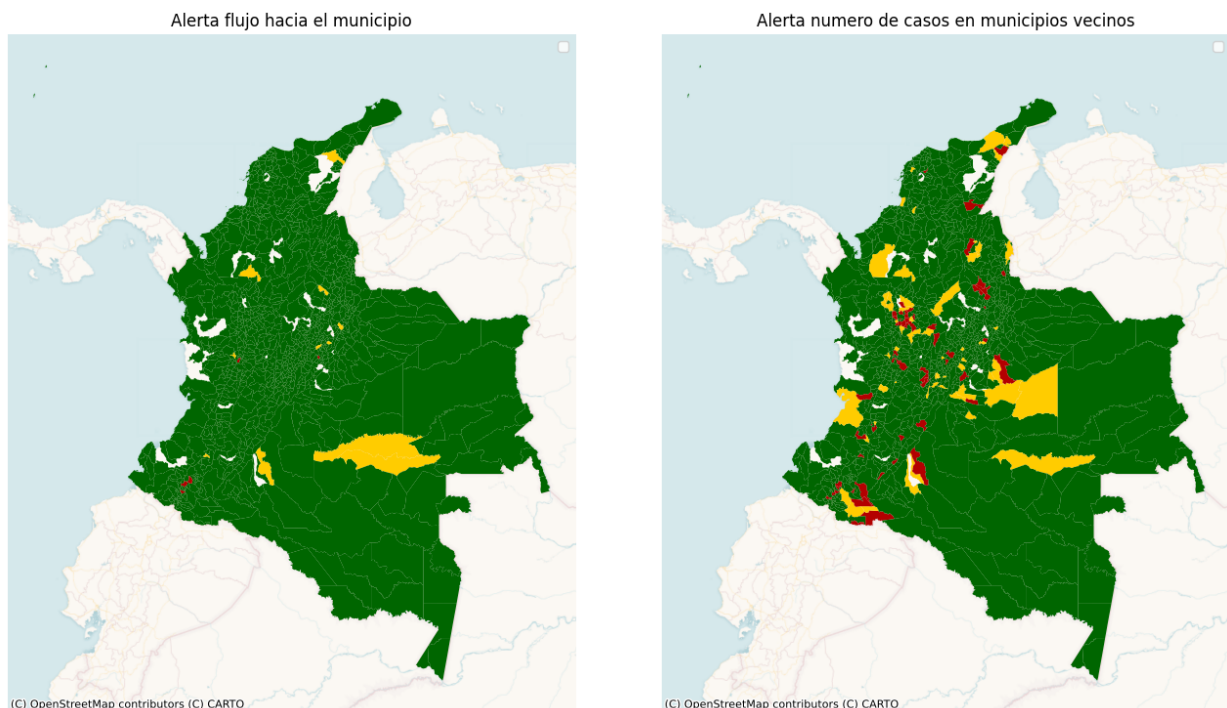 Alerta flujo hacia el municipio
Alerta numero de casos en municipios vecinos
(C) OpenStreetMap contributors (C) CARTO
(C) OpenStreetMap contributors (C) CARTO